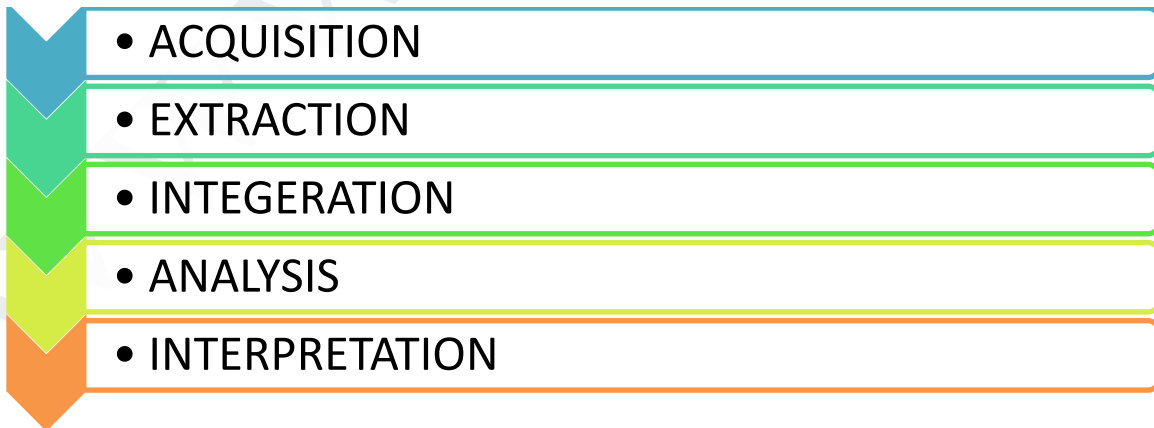 • ACQUISITION
• EXTRACTION
• INTEGERATION
• ANALYSIS
• INTERPRETATION